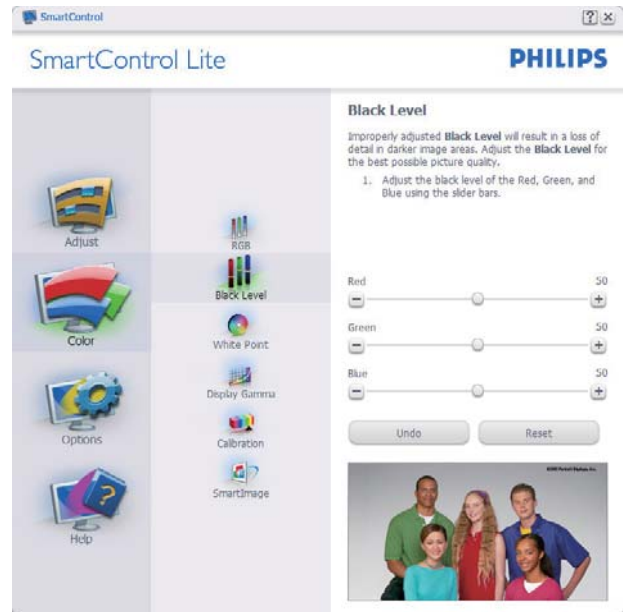 SmartControl
SmartControl Lite
PHILIPS
Adjust
Color
Options
Help
RGB
Black Level
White Point
Display Gamma
Calibration
SmartImage
Black Level
Improperly adjusted Black Level will result in a loss of
detail in darker image areas. Adjust the Black Level for
the best possible picture quality.
1. Adjust the black level of the Red, Green, and
Blue using the slider bars.
Red 50
Green 50
Blue 50
Undo Reset